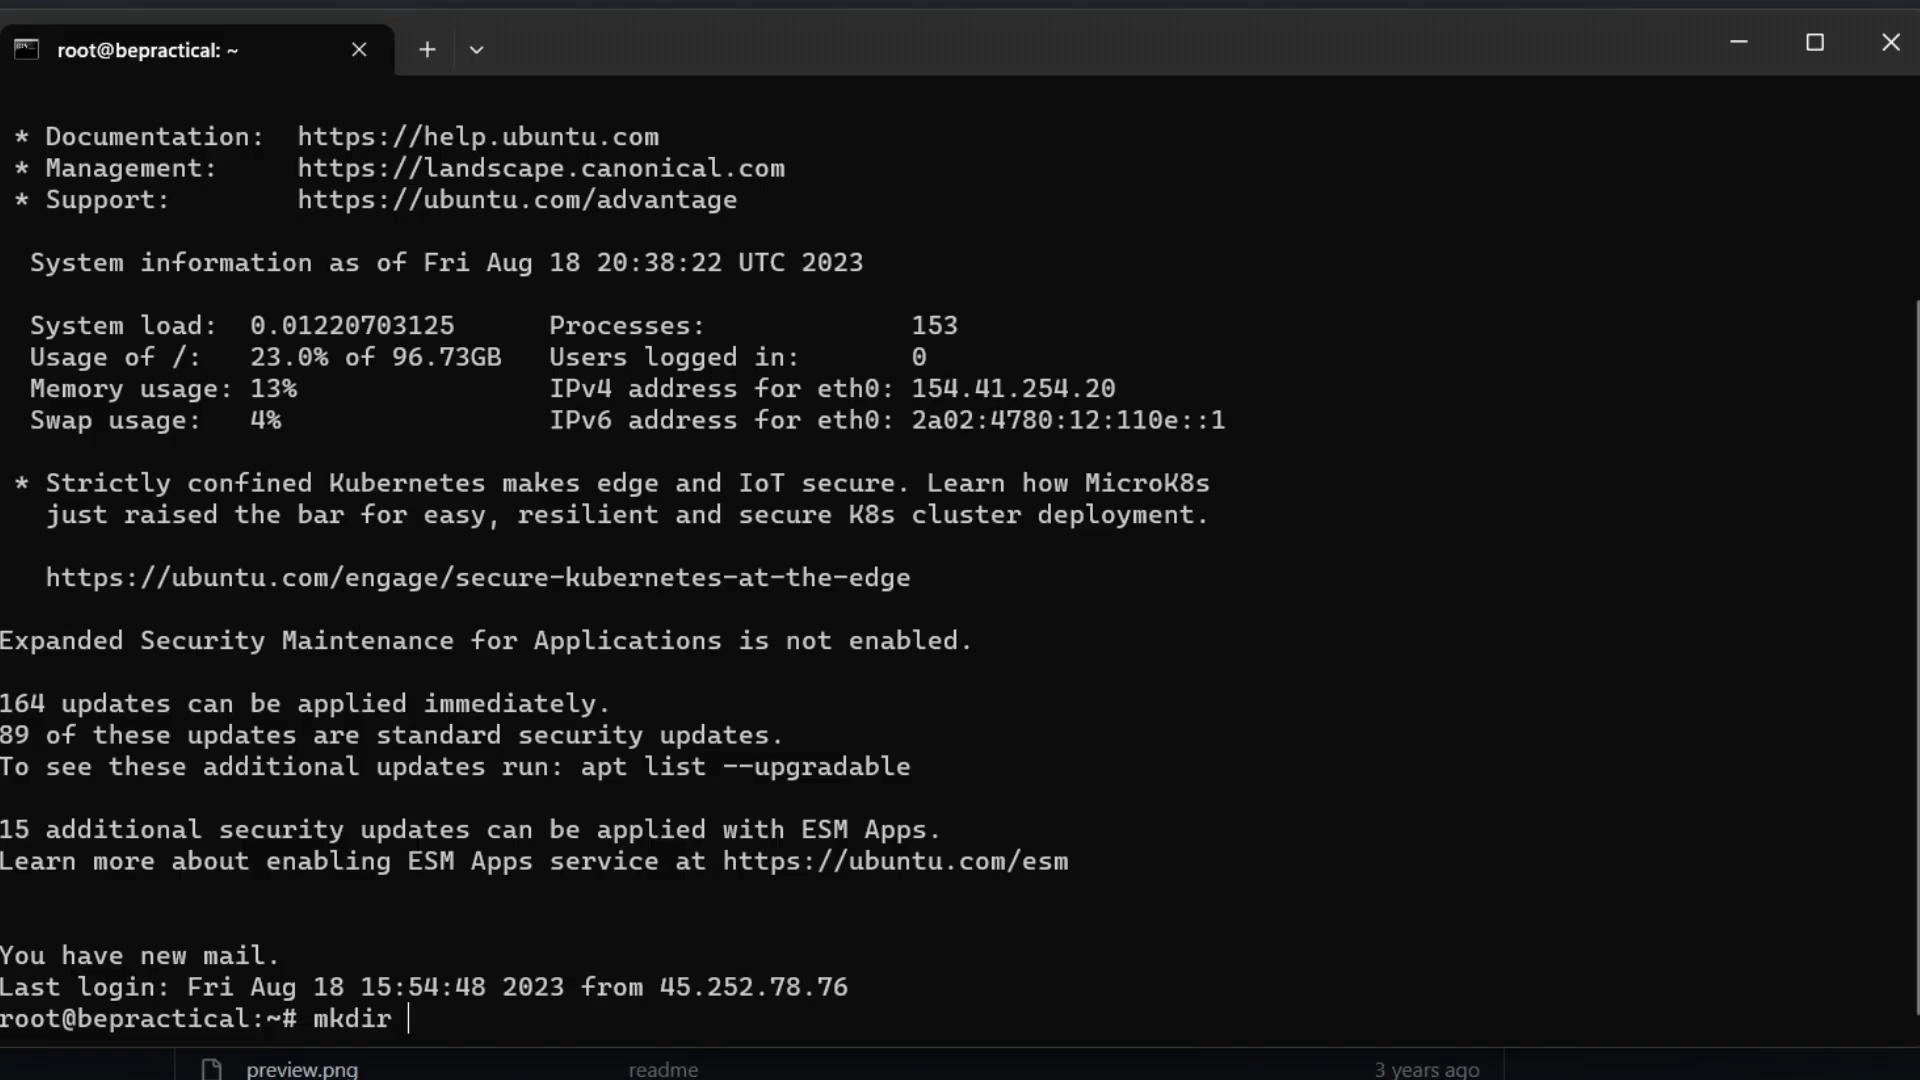 root@bepractical: ~
* Documentation:  https://help.ubuntu.com
* Management:     https://landscape.canonical.com
* Support:        https://ubuntu.com/advantage
System information as of Fri Aug 18 20:38:22 UTC 2023
System load:  0.01220703125      Processes:             153
Usage of /:   23.0% of 96.73GB   Users logged in:       0
Memory usage: 13%                IPv4 address for eth0: 154.41.254.20
Swap usage:   4%                 IPv6 address for eth0: 2a02:4780:12:110e::1
* Strictly confined Kubernetes makes edge and IoT secure. Learn how MicroK8s
just raised the bar for easy, resilient and secure K8s cluster deployment.
https://ubuntu.com/engage/secure-kubernetes-at-the-edge
Expanded Security Maintenance for Applications is not enabled.
164 updates can be applied immediately.
89 of these updates are standard security updates.
To see these additional updates run: apt list --upgradable
15 additional security updates can be applied with ESM Apps.
Learn more about enabling ESM Apps service at https://ubuntu.com/esm
You have new mail.
Last login: Fri Aug 18 15:54:48 2023 from 45.252.78.76
root@bepractical:~# mkdir
preview.png readme 3 years ago